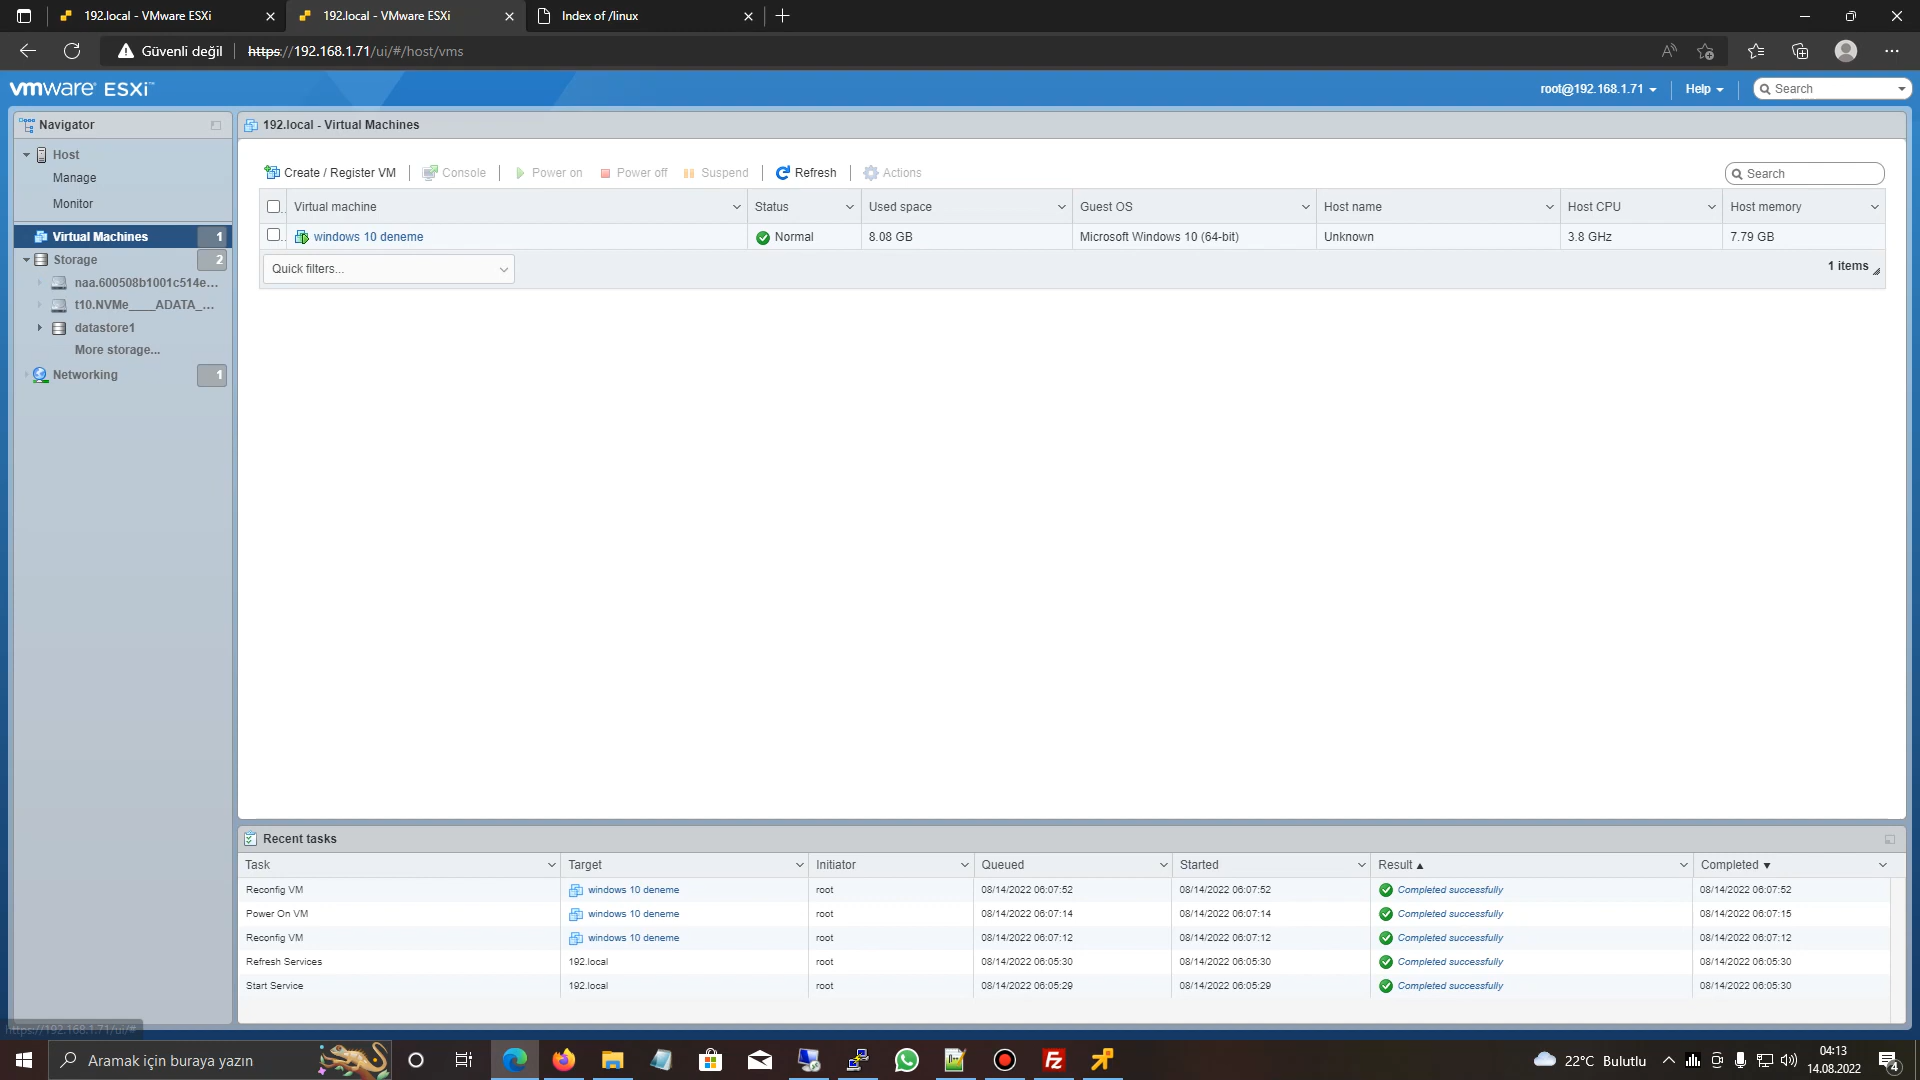 192.local - VMware ESXi
192.local - VMware ESXi
Index of /linux
Güvenli değil
https://192.168.1.71/ui/#/host/vms
vmware ESXi™
root@192.168.1.71
Help
Search
Navigator
Host
Manage
Monitor
Virtual Machines 1
Storage 2
naa.600508b1001c514e...
t10.NVMe____ADATA_...
datastore1
More storage...
Networking 1
192.local - Virtual Machines
Create / Register VM
Console
Power on
Power off
Suspend
Refresh
Actions
Search
Virtual machine Status Used space Guest OS Host name Host CPU Host memory
windows 10 deneme Normal 8.08 GB Microsoft Windows 10 (64-bit) Unknown 3.8 GHz 7.79 GB
Quick filters...
1 items
Recent tasks
Task Target Initiator Queued Started Result Completed
Reconfig VM windows 10 deneme root 08/14/2022 06:07:52 08/14/2022 06:07:52 Completed successfully 08/14/2022 06:07:52
Power On VM windows 10 deneme root 08/14/2022 06:07:14 08/14/2022 06:07:14 Completed successfully 08/14/2022 06:07:15
Reconfig VM windows 10 deneme root 08/14/2022 06:07:12 08/14/2022 06:07:12 Completed successfully 08/14/2022 06:07:12
Refresh Services 192.local root 08/14/2022 06:05:30 08/14/2022 06:05:30 Completed successfully 08/14/2022 06:05:30
Start Service 192.local root 08/14/2022 06:05:29 08/14/2022 06:05:29 Completed successfully 08/14/2022 06:05:30
https://192.168.1.71/ui/#
Aramak için buraya yazın
22°C Bulutlu
04:13
14.08.2022
4